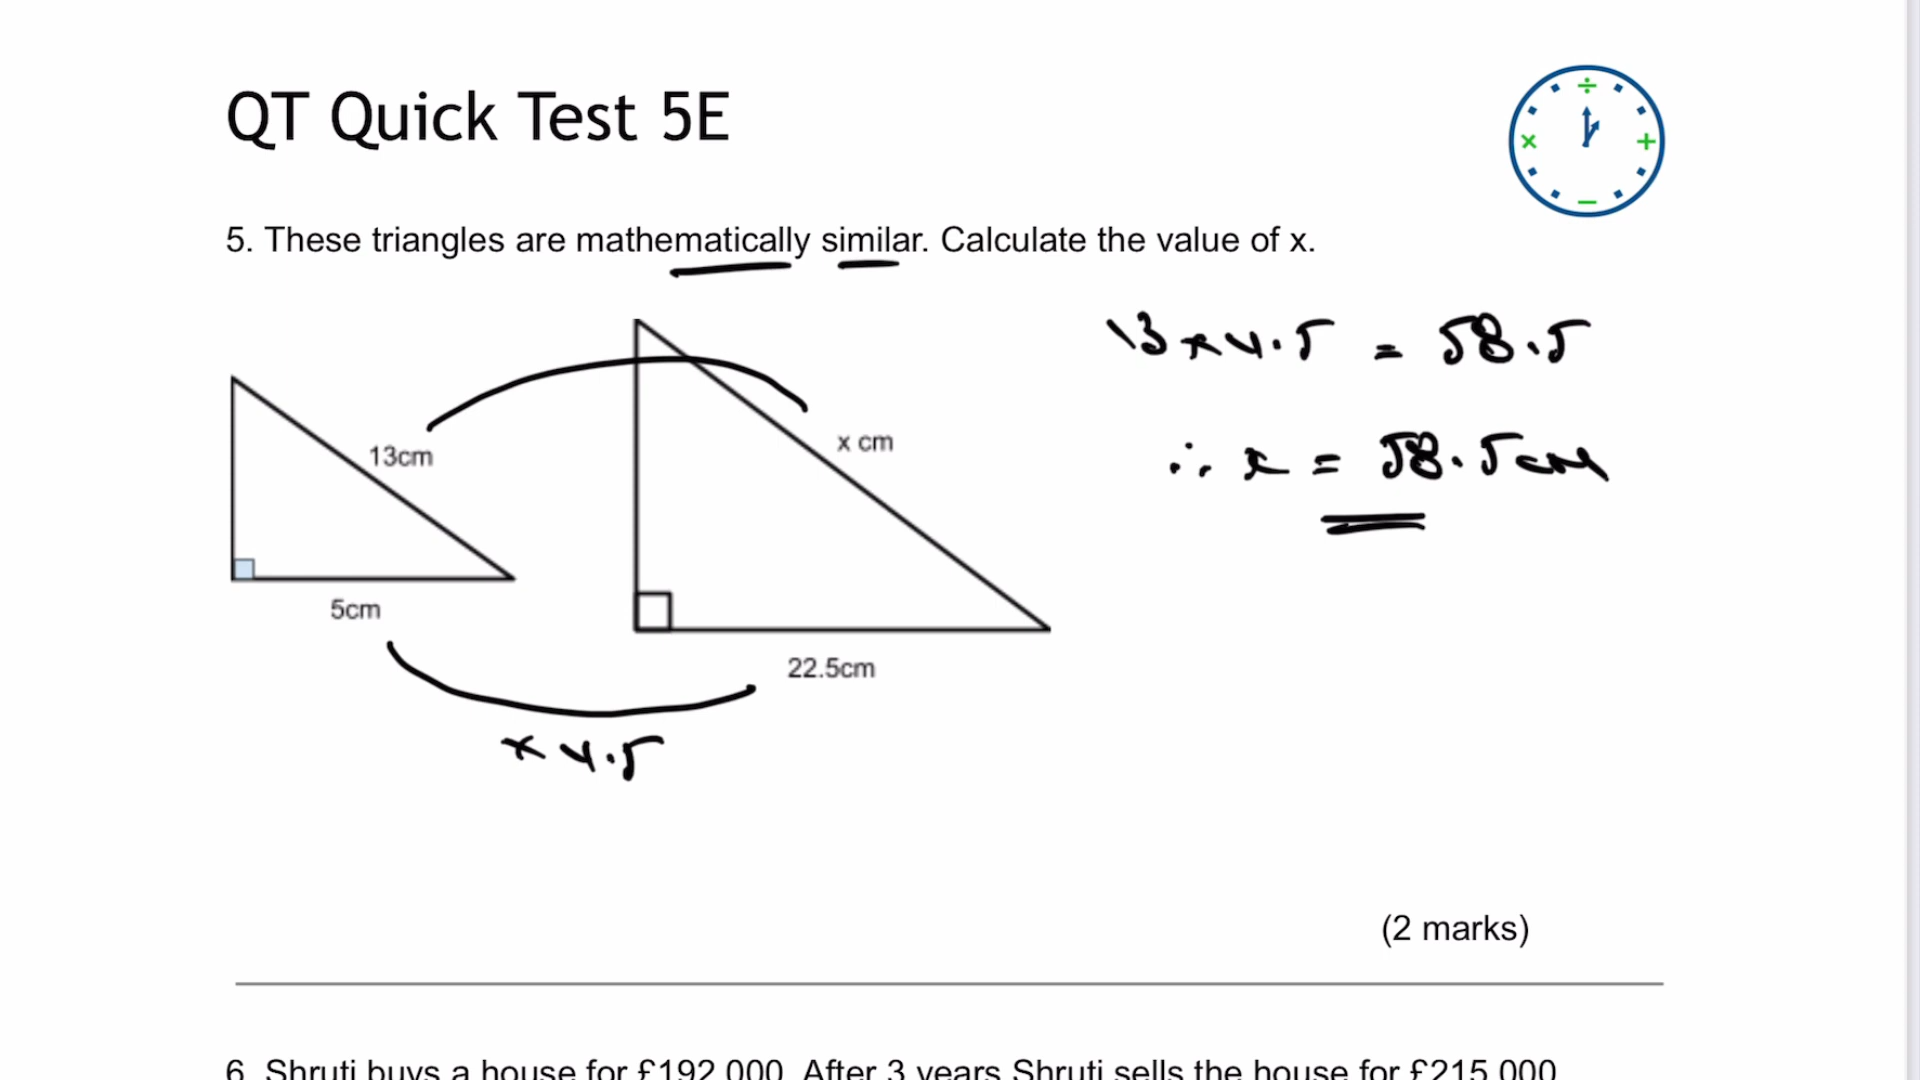 QT Quick Test 5E
÷
× +
−
5. These triangles are mathematically similar. Calculate the value of x.
13 × 4.5 = 58.5
13cm
x cm
∴ x = 58.5cm
5cm
22.5cm
× 4.5
(2 marks)
6. Shruti buys a house for £192 000. After 3 years Shruti sells the house for £215 000